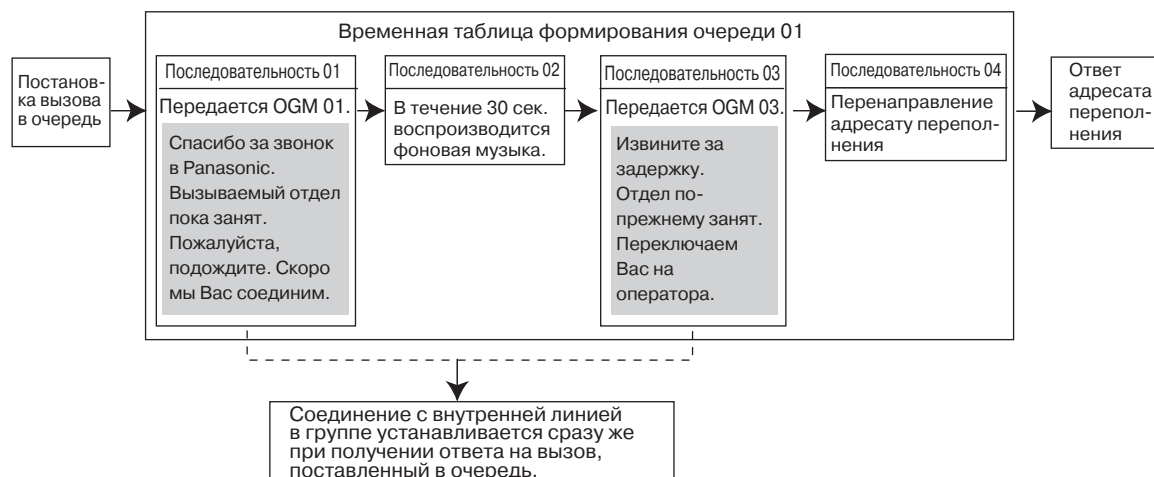 Временная таблица формирования очереди 01
Постанов-
ка вызова
в очередь
Последовательность 01
Передается OGM 01.
Спасибо за звонок
в Panasonic.
Вызываемый отдел
пока занят.
Пожалуйста,
подождите. Скоро
мы Вас соединим.
Последовательность 02
В течение 30 сек.
воспроизводится
фоновая музыка.
Последовательность 03
Передается OGM 03.
Извините за
задержку.
Отдел по-
прежнему занят.
Переключаем
Вас на
оператора.
Последовательность 04
Перенаправление
адресату перепол-
нения
Ответ
адресата
перепол-
нения
Соединение с внутренней линией
в группе устанавливается сразу же
при получении ответа на вызов,
поставленный в очередь.